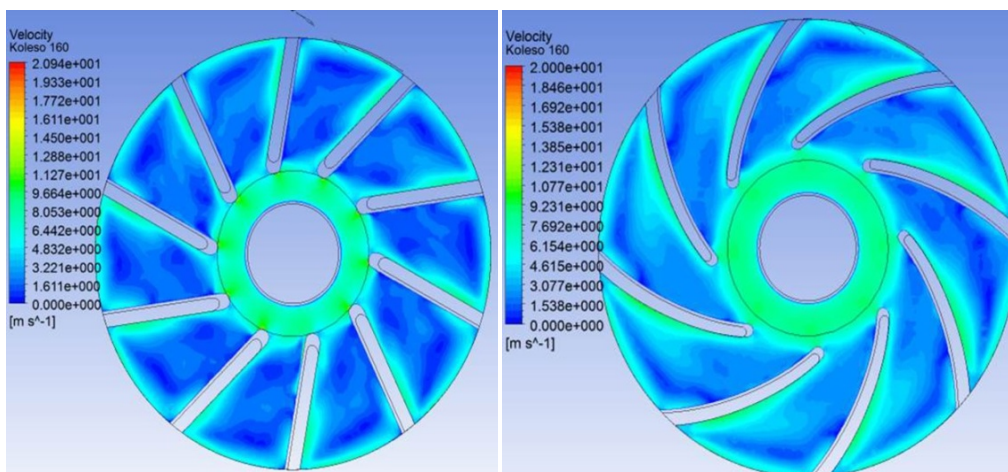 Velocity
Koleso 160
2.094e+001
1.933e+001
1.772e+001
1.611e+001
1.450e+001
1.288e+001
1.127e+001
9.664e+000
8.053e+000
6.442e+000
4.832e+000
3.221e+000
1.611e+000
0.000e+000
[m s^-1]
Velocity
Koleso 160
2.000e+001
1.846e+001
1.692e+001
1.538e+001
1.385e+001
1.231e+001
1.077e+001
9.231e+000
7.692e+000
6.154e+000
4.615e+000
3.077e+000
1.538e+000
0.000e+000
[m s^-1]